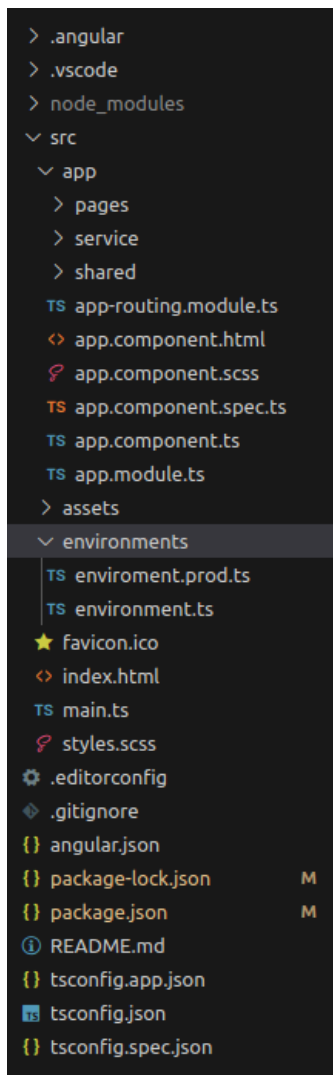 .angular
.vscode
node_modules
src
app
pages
service
shared
TS app-routing.module.ts
<> app.component.html
app.component.scss
TS app.component.spec.ts
TS app.component.ts
TS app.module.ts
assets
environments
TS enviroment.prod.ts
TS environment.ts
favicon.ico
<> index.html
TS main.ts
styles.scss
.editorconfig
.gitignore
{} angular.json
{} package-lock.json M
{} package.json M
README.md
{} tsconfig.app.json
TS tsconfig.json
{} tsconfig.spec.json